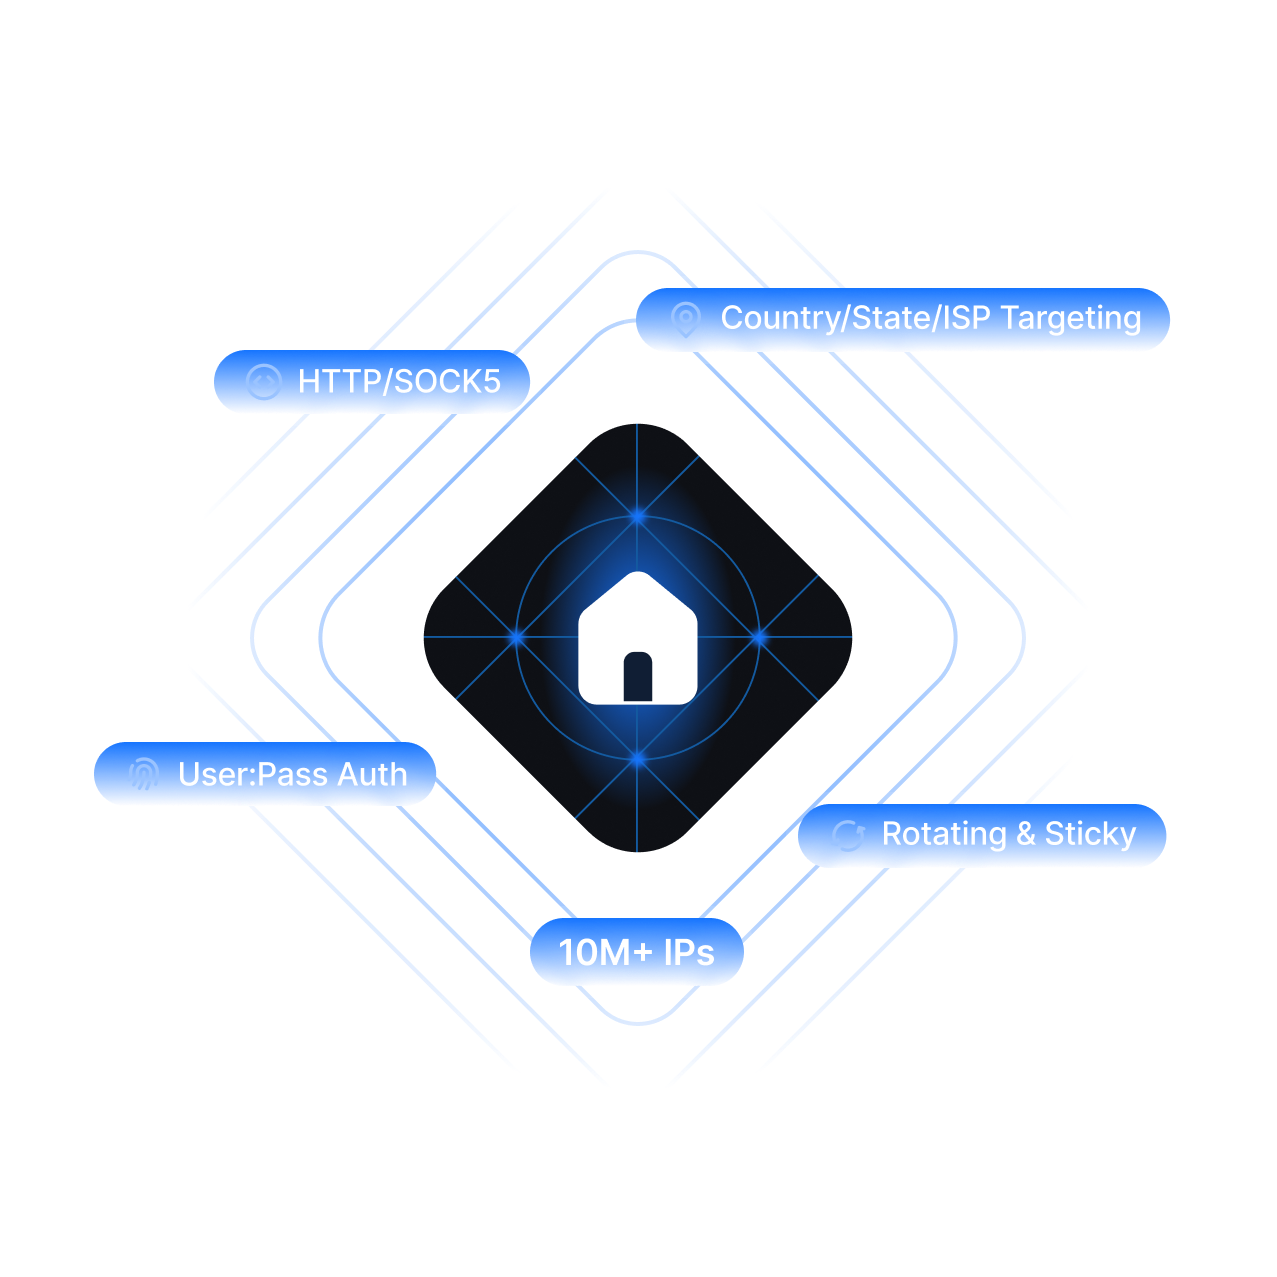 Country/State/ISP Targeting
HTTP/SOCK5
User:Pass Auth
Rotating & Sticky
10M+ IPs